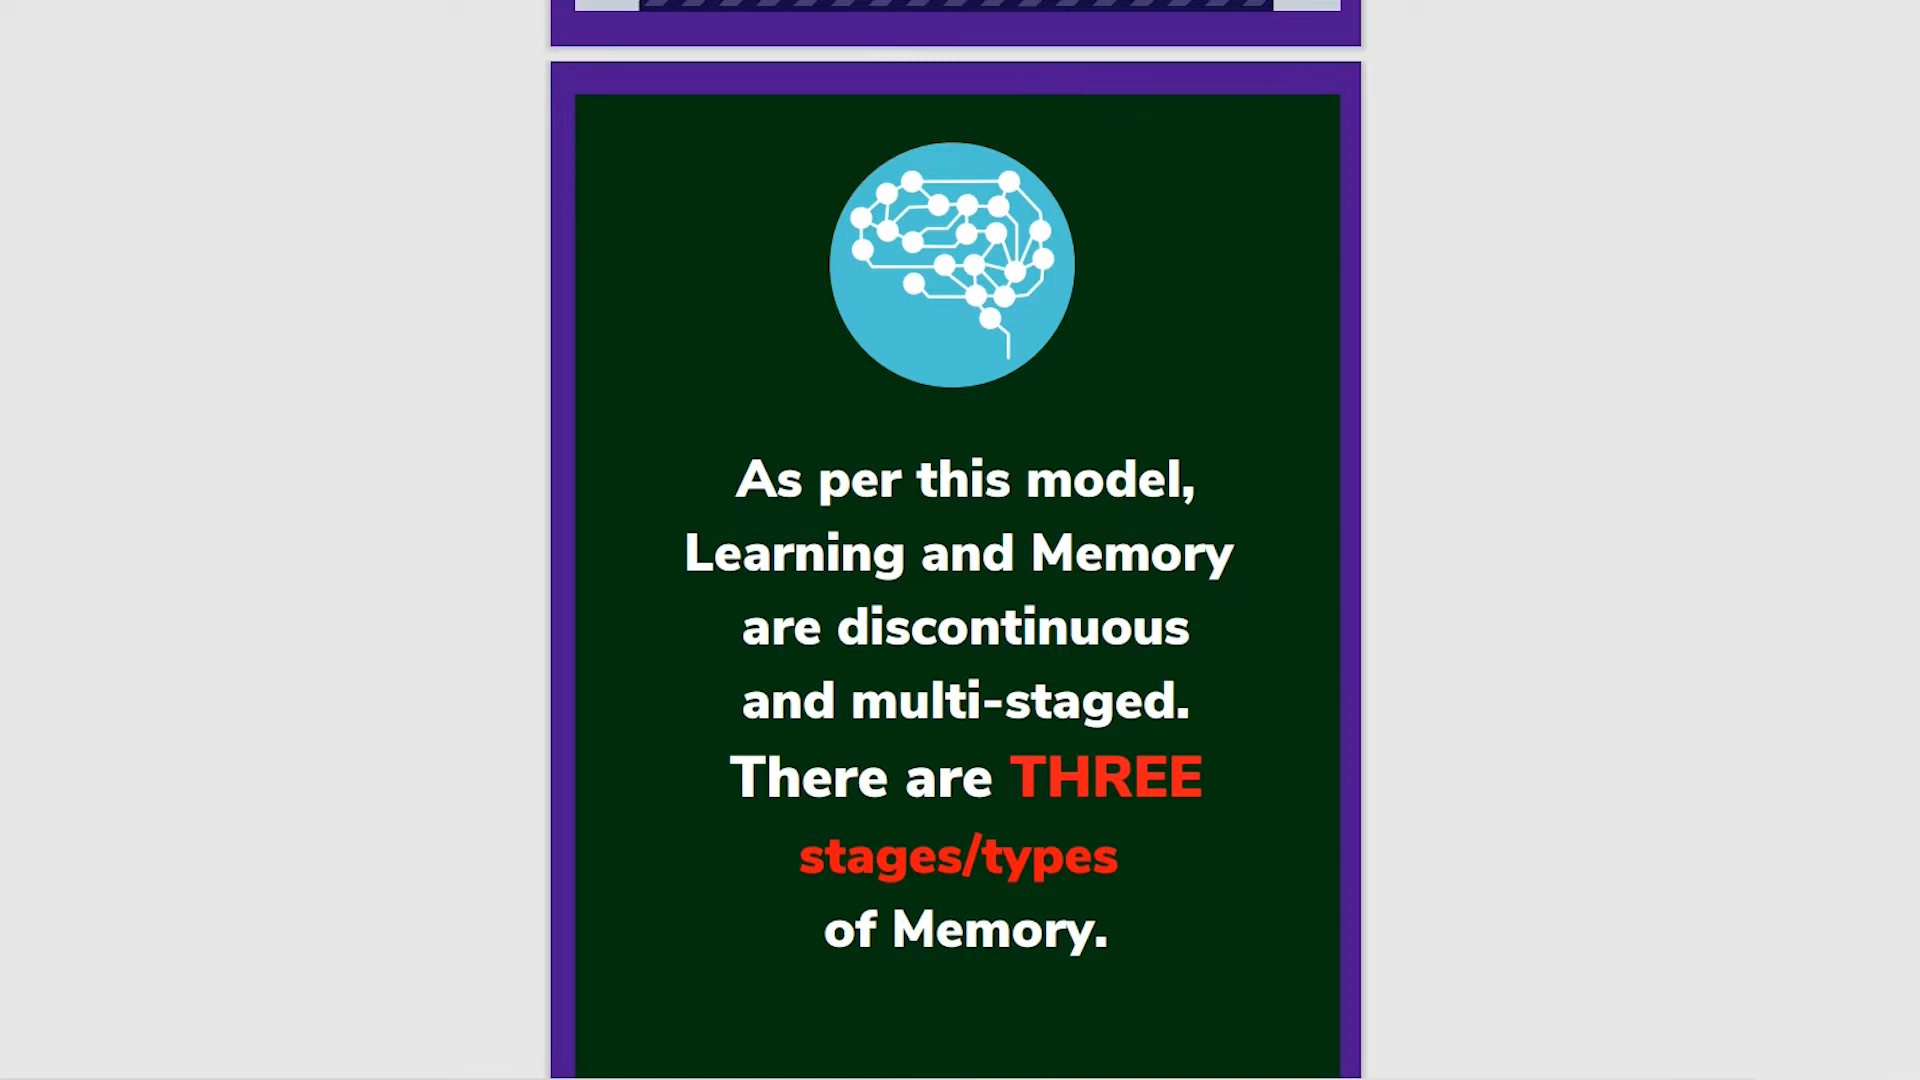 As per this model,
Learning and Memory
are discontinuous
and multi-staged.
There are THREE
stages/types
of Memory.